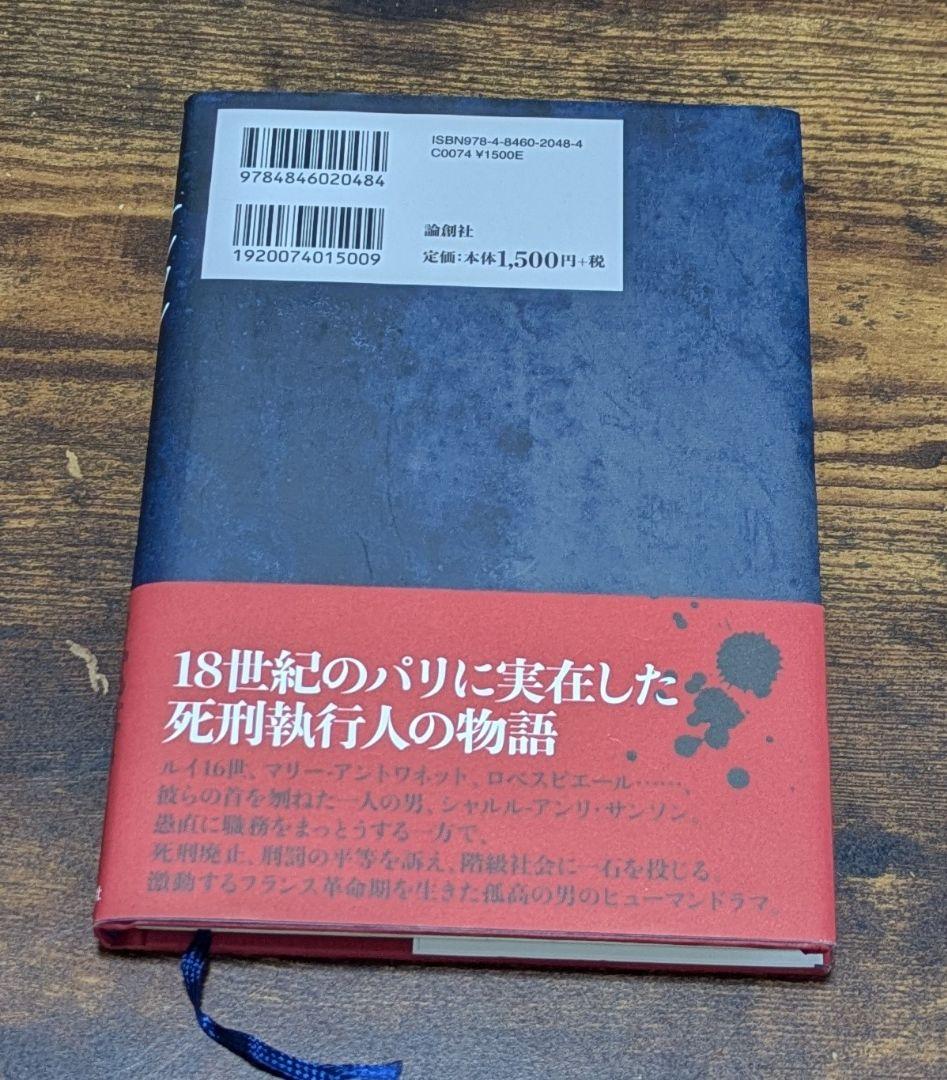 ISBN978-4-8460-2048-4
C0074 ¥1500E
9784846020484
1920074015009
論創社
定価：本体1,500円+税
18世紀のパリに実在した
死刑執行人の物語
ルイ16世、マリー・アントワネット、ロベスピエール……、
彼らの首を刎ねた一人の男、シャルル-アンリ・サンソン。
愚直に職務をまっとうする一方で、
死刑廃止、刑罰の平等を訴え、階級社会に一石を投じる。
激動するフランス革命期を生きた孤高の男のヒューマンドラマ。